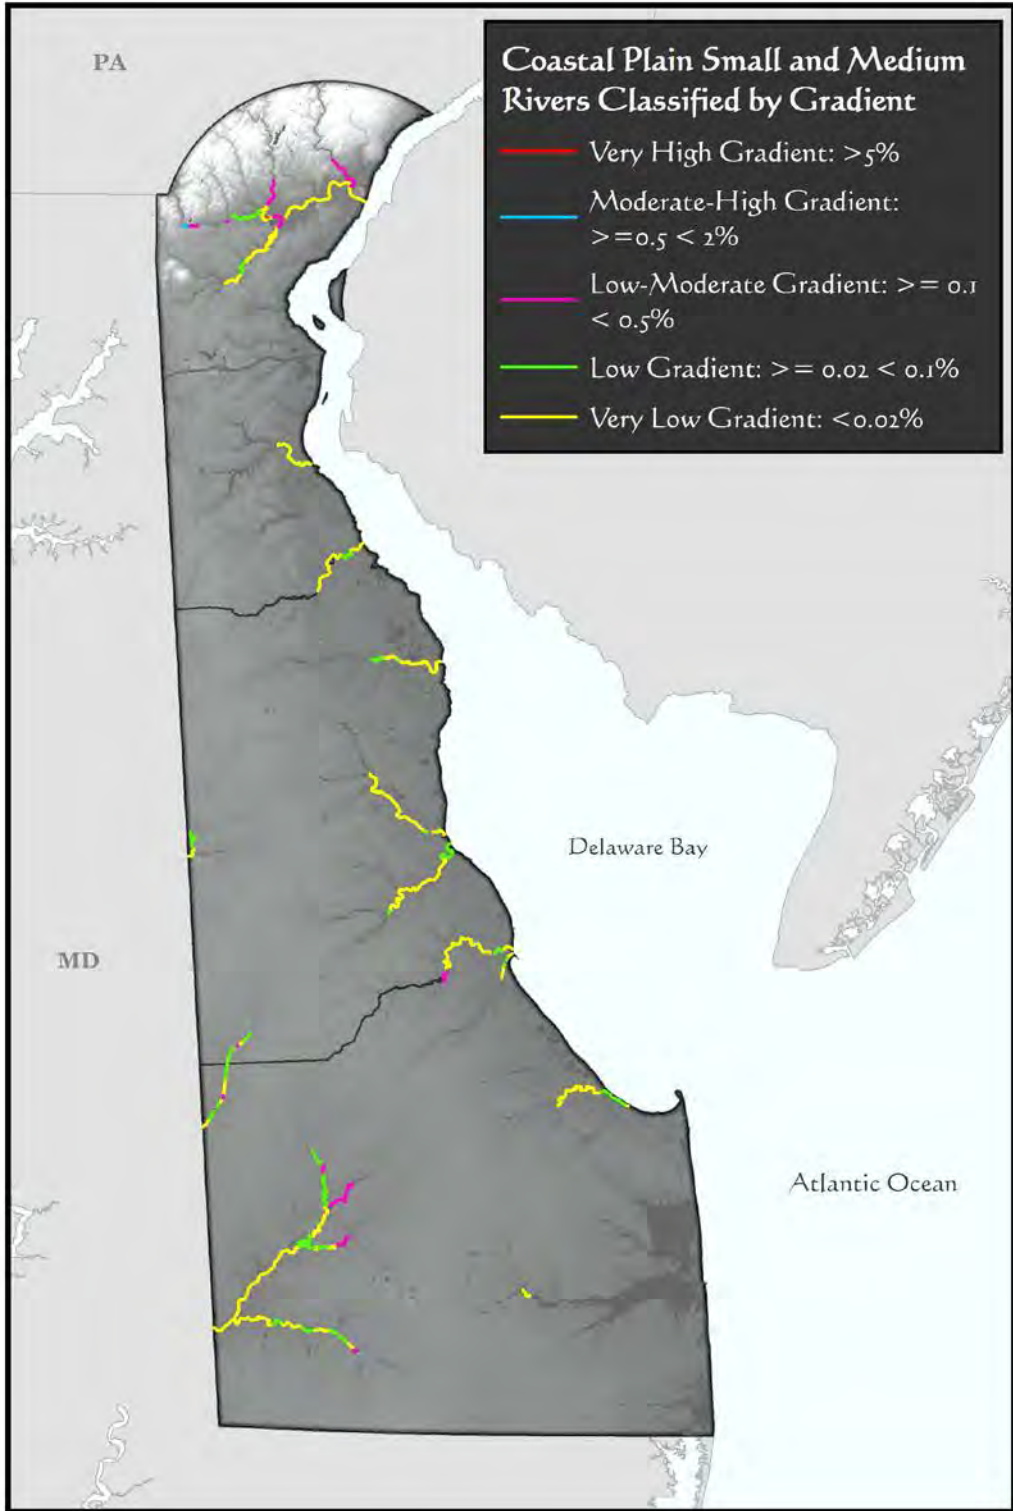 PA
Coastal Plain Small and Medium
Rivers Classified by Gradient
Very High Gradient: >5%
Moderate-High Gradient:
>=0.5 < 2%
Low-Moderate Gradient: >= 0.1
< 0.5%
Low Gradient: >= 0.02 < 0.1%
Very Low Gradient: <0.02%
Delaware Bay
MD
Atlantic Ocean